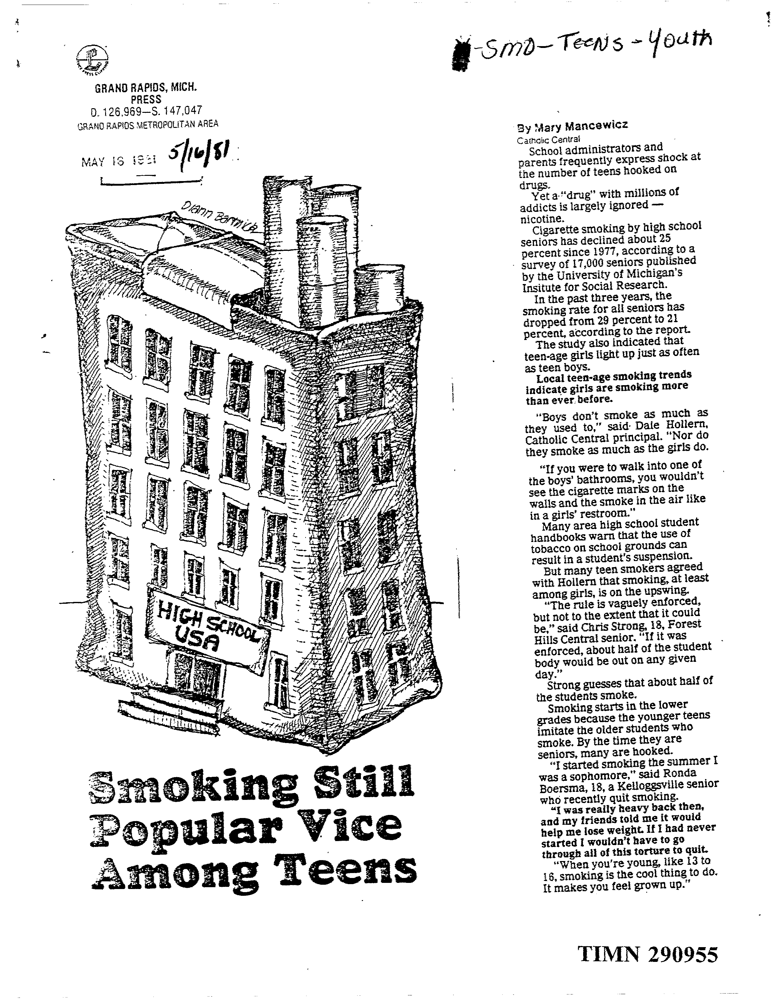 -SMO-Teens-Youth
GRAND RAPIDS, MICH.
PRESS
D. 126,969—S. 147,047
GRAND RAPIDS METROPOLITAN AREA
MAY 16 1981 5/16/81
HIGH SCHOOL
USA
Smoking Still
Popular Vice
Among Teens
By Mary Mancewicz
Catholic Central
School administrators and
parents frequently express shock at
the number of teens hooked on
drugs.
Yet a "drug" with millions of
addicts is largely ignored —
nicotine.
Cigarette smoking by high school
seniors has declined about 25
percent since 1977, according to a
survey of 17,000 seniors published
by the University of Michigan's
Insitute for Social Research.
In the past three years, the
smoking rate for all seniors has
dropped from 29 percent to 21
percent, according to the report.
The study also indicated that
teen-age girls light up just as often
as teen boys.
Local teen-age smoking trends
indicate girls are smoking more
than ever before.
"Boys don't smoke as much as
they used to," said Dale Hollern,
Catholic Central principal. "Nor do
they smoke as much as the girls do.
"If you were to walk into one of
the boys' bathrooms, you wouldn't
see the cigarette marks on the
walls and the smoke in the air like
in a girls' restroom."
Many area high school student
handbooks warn that the use of
tobacco on school grounds can
result in a student's suspension.
But many teen smokers agreed
with Hollern that smoking, at least
among girls, is on the upswing.
"The rule is vaguely enforced,
but not to the extent that it could
be," said Chris Strong, 18, Forest
Hills Central senior. "If it was
enforced, about half of the student
body would be out on any given
day."
Strong guesses that about half of
the students smoke.
Smoking starts in the lower
grades because the younger teens
imitate the older students who
smoke. By the time they are
seniors, many are hooked.
"I started smoking the summer I
was a sophomore," said Ronda
Boersma, 18, a Kelloggsville senior
who recently quit smoking.
"I was really heavy back then,
and my friends told me it would
help me lose weight. If I had never
started I wouldn't have to go
through all of this torture to quit.
"When you're young, like 13 to
16, smoking is the cool thing to do.
It makes you feel grown up."
TIMN 290955